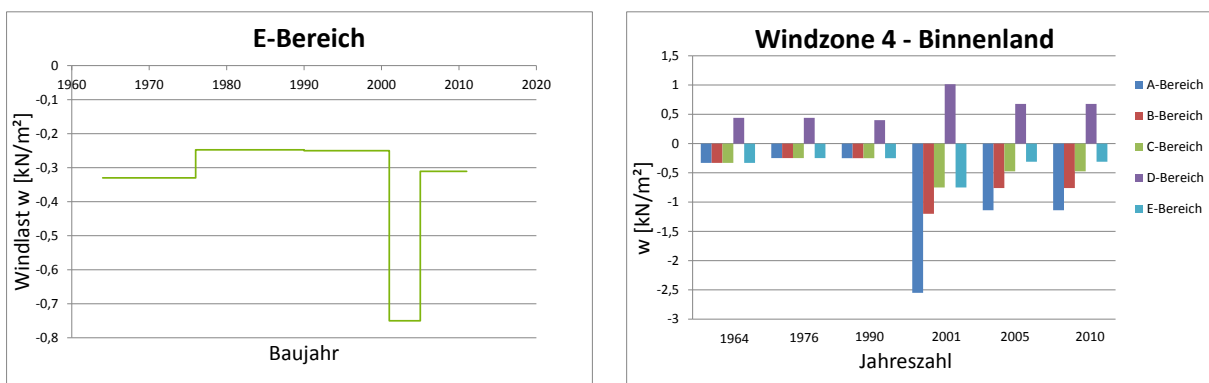 E-Bereich
0
1960 1970 1980 1990 2000 2010 2020
-0,1
-0,2
-0,3
-0,4
-0,5
-0,6
-0,7
-0,8
Windlast w [kN/m²]
Baujahr
Windzone 4 - Binnenland
1,5
1
0,5
0
-0,5
-1
-1,5
-2
-2,5
-3
w [kN/m²]
1964 1976 1990 2001 2005 2010
Jahreszahl
A-Bereich
B-Bereich
C-Bereich
D-Bereich
E-Bereich